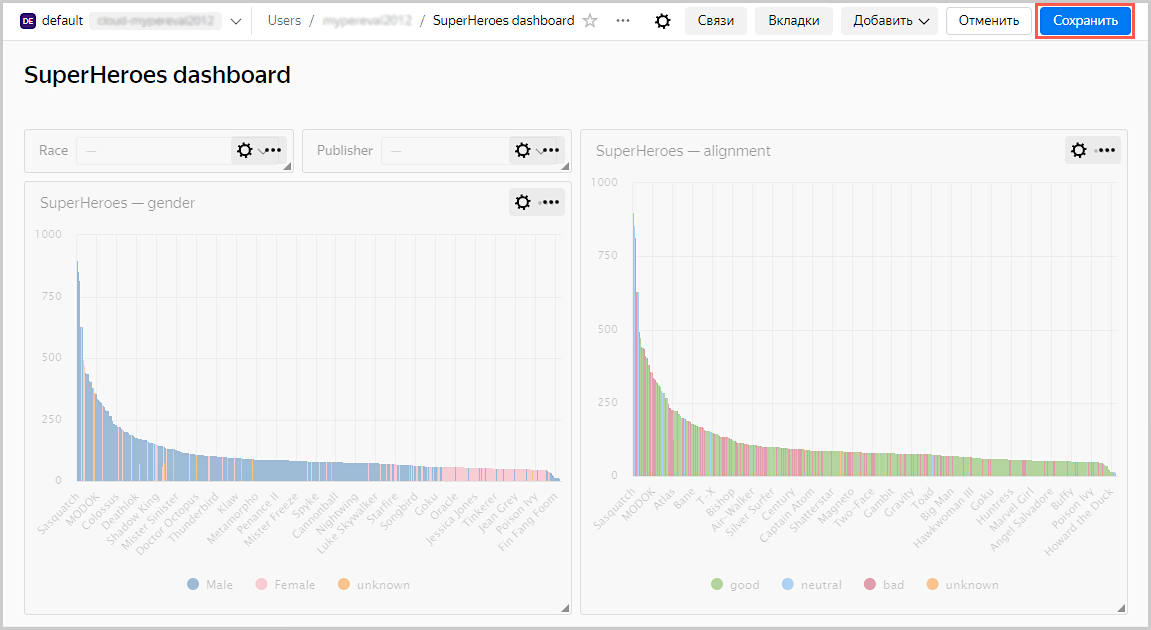 DE default cloud-mypereval2012 Users / mypereval2012 / SuperHeroes dashboard Связи Вкладки Добавить Отменить Сохранить
SuperHeroes dashboard
Race —
Publisher —
SuperHeroes — gender
1000
750
500
250
0
Sasquatch
MODOK
Colossus
Deathlok
Shadow King
Mister Sinister
Doctor Octopus
Thunderbird
Klaw
Metamorpho
Penance II
Mister Freeze
Spyke
Cannonball
Nightwing
Luke Skywalker
Starfire
Songbird
Goku
Oracle
Jessica Jones
Tinkerer
Jean Grey
Poison Ivy
Fin Fang Foom
Male Female unknown
SuperHeroes — alignment
1000
750
500
250
0
Sasquatch
MODOK
Atlas
Bane
T-X
Bishop
Air-Walker
Silver Surfer
Century
Captain Atom
Shatterstar
Magneto
Two-Face
Gambit
Gravity
Toad
Big Man
Hawkwoman III
Goku
Huntress
Marvel Girl
Angel Salvadore
Buffy
Poison Ivy
Howard the Duck
good neutral bad unknown